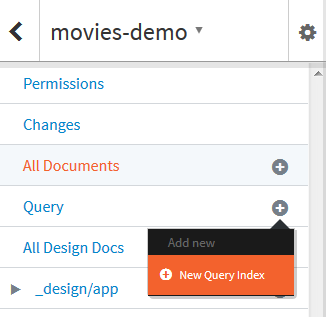 movies-demo
Permissions
Changes
All Documents
Query
Add new
All Design Docs
New Query Index
_design/app